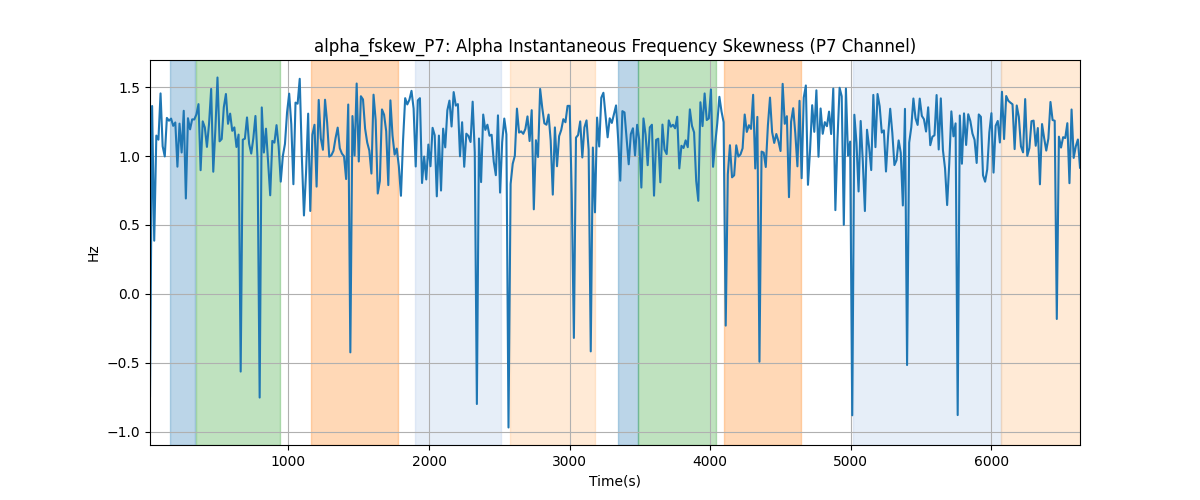 alpha_fskew_P7: Alpha Instantaneous Frequency Skewness (P7 Channel)
1.5
1.0
0.5
0.0
−0.5
−1.0
Hz
1000 2000 3000 4000 5000 6000
Time(s)